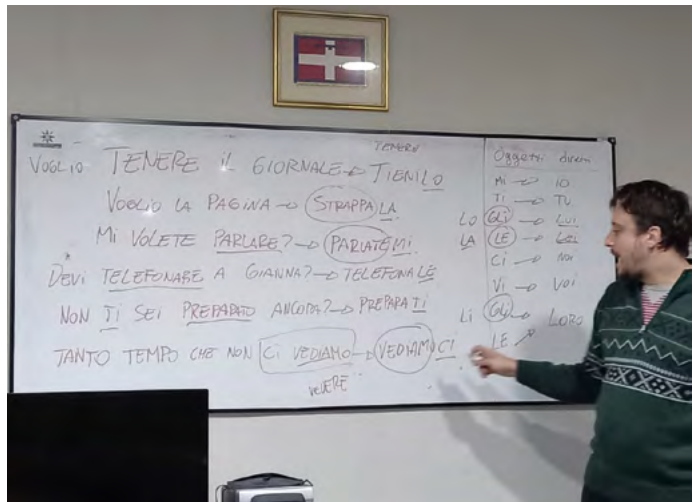 TENERE
VOGLIO TENERE IL GIORNALE → TIENILO
VOGLIO LA PAGINA → STRAPPALA
MI VOLETE PARLARE? → PARLATEMI
DEVI TELEFONARE A GIANNA? → TELEFONALE
NON TI SEI PREPARATO ANCORA? → PREPARATI
TANTO TEMPO CHE NON CI VEDIAMO → VEDIAMOCI
VEDERE
Oggetti diretti
MI → IO
TI → TU
LO GLI → LUI
LA LE → LEI
CI → NOI
VI → VOI
LI GLI → LORO
LE →